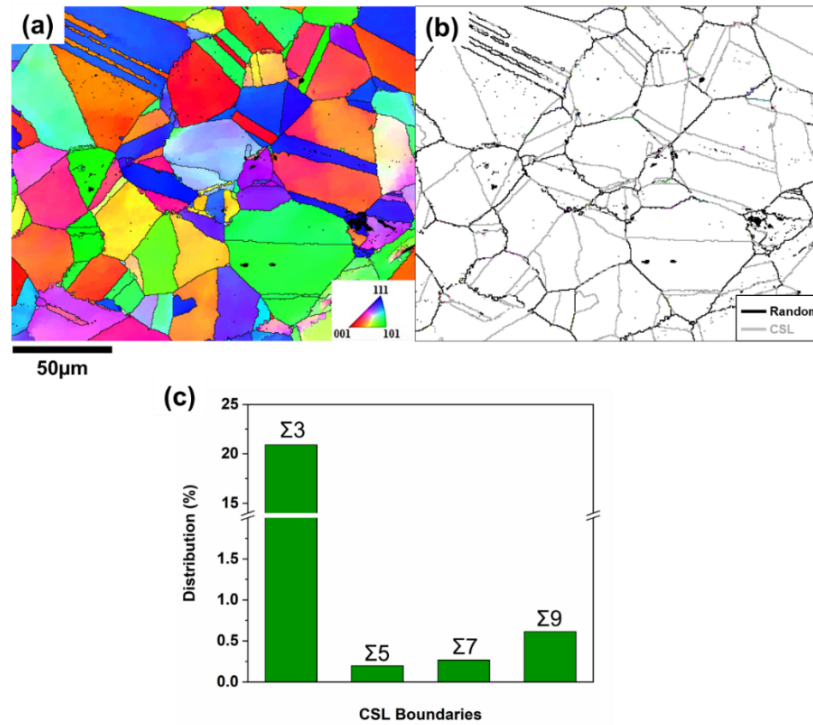 (a)
(b)
111
001
101
Random
CSL
50μm
(c)
25
20
15
1.5
1.0
0.5
0.0
Distribution (%)
Σ3
Σ5
Σ7
Σ9
CSL Boundaries